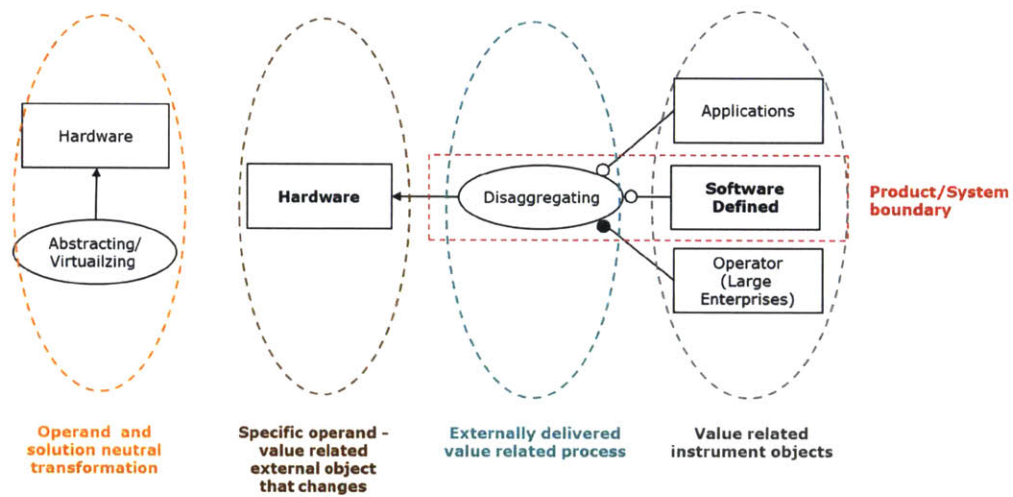 Hardware
Abstracting/
Virtuailzing
Hardware
Disaggregating
Applications
Software
Defined
Operator
(Large
Enterprises)
Product/System
boundary
Operand and
solution neutral
transformation
Specific operand -
value related
external object
that changes
Externally delivered
value related process
Value related
instrument objects